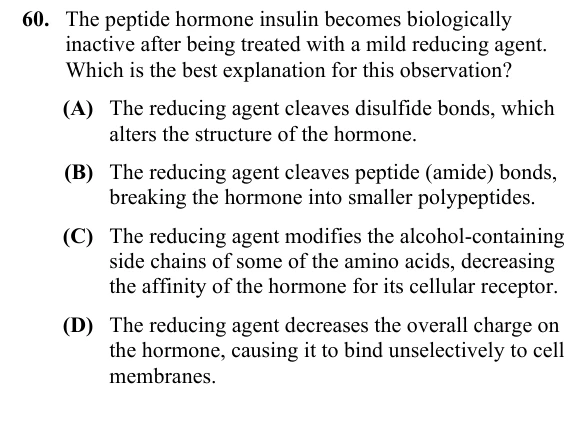 60. The peptide hormone insulin becomes biologically
inactive after being treated with a mild reducing agent.
Which is the best explanation for this observation?
(A) The reducing agent cleaves disulfide bonds, which
alters the structure of the hormone.
(B) The reducing agent cleaves peptide (amide) bonds,
breaking the hormone into smaller polypeptides.
(C) The reducing agent modifies the alcohol-containing
side chains of some of the amino acids, decreasing
the affinity of the hormone for its cellular receptor.
(D) The reducing agent decreases the overall charge on
the hormone, causing it to bind unselectively to cell
membranes.